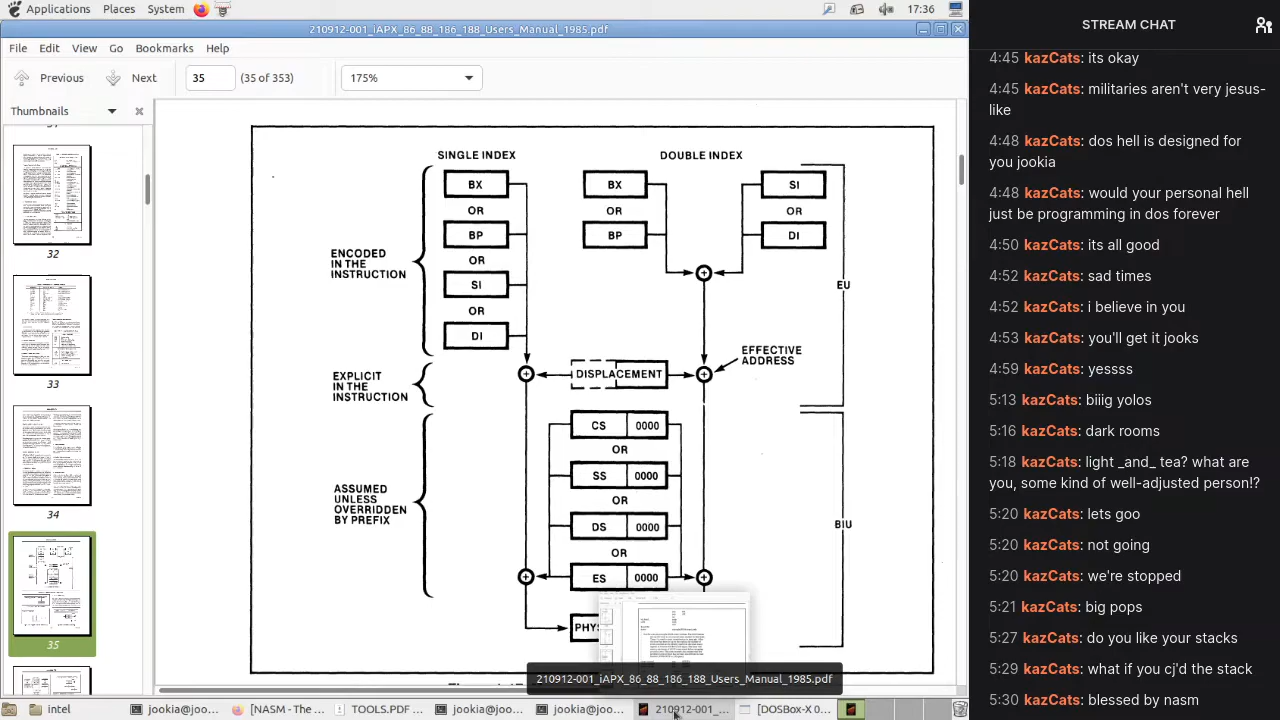 Applications Places System 17:36
210912-001_iAPX_86_88_186_188_Users_Manual_1985.pdf
File Edit View Go Bookmarks Help
Previous Next 35 (35 of 353) 175%
Thumbnails
32
33
34
35
SINGLE INDEX DOUBLE INDEX
BX BX SI
OR OR OR
BP BP DI
ENCODED
IN THE
INSTRUCTION
OR
SI
OR
DI
EU
EFFECTIVE
ADDRESS
EXPLICIT
IN THE
INSTRUCTION
DISPLACEMENT
CS 0000
OR
SS 0000
OR
DS 0000
OR
ES 0000
ASSUMED
UNLESS
OVERRIDDEN
BY PREFIX
BIU
210912-001_iAPX_86_88_186_188_Users_Manual_1985.pdf
intel jookia@joo... [NASM - The ... TOOLS.PDF ... jookia@joo... jookia@joo... 210912-001_... [DOSBox-X 0...
STREAM CHAT
4:45 kazCats: its okay
4:45 kazCats: militaries aren't very jesus-
like
4:48 kazCats: dos hell is designed for
you jookia
4:48 kazCats: would your personal hell
just be programming in dos forever
4:50 kazCats: its all good
4:52 kazCats: sad times
4:52 kazCats: i believe in you
4:53 kazCats: you'll get it jooks
4:59 kazCats: yessss
5:13 kazCats: biiig yolos
5:16 kazCats: dark rooms
5:18 kazCats: light _and_ tea? what are
you, some kind of well-adjusted person!?
5:20 kazCats: lets goo
5:20 kazCats: not going
5:20 kazCats: we're stopped
5:21 kazCats: big pops
5:27 kazCats: do you like your stacks
5:29 kazCats: what if you cj'd the stack
5:30 kazCats: blessed by nasm